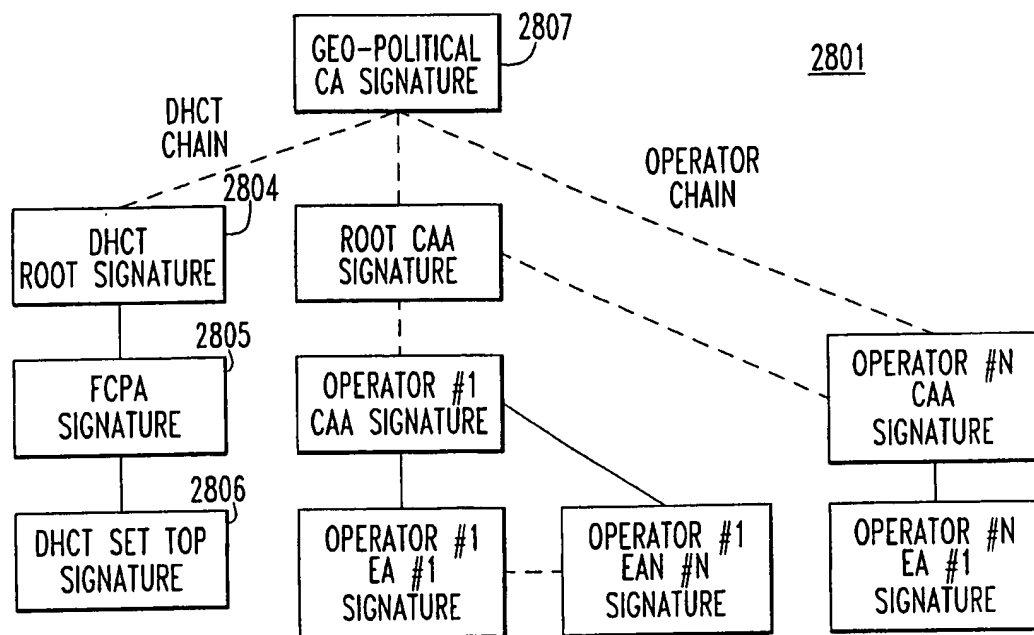 2807
GEO-POLITICAL
CA SIGNATURE
2801
DHCT
CHAIN
OPERATOR
CHAIN
2804
DHCT
ROOT SIGNATURE
ROOT CAA
SIGNATURE
2805
FCPA
SIGNATURE
OPERATOR #1
CAA SIGNATURE
OPERATOR #N
CAA
SIGNATURE
2806
DHCT SET TOP
SIGNATURE
OPERATOR #1
EA #1
SIGNATURE
OPERATOR #1
EAN #N
SIGNATURE
OPERATOR #N
EA #1
SIGNATURE